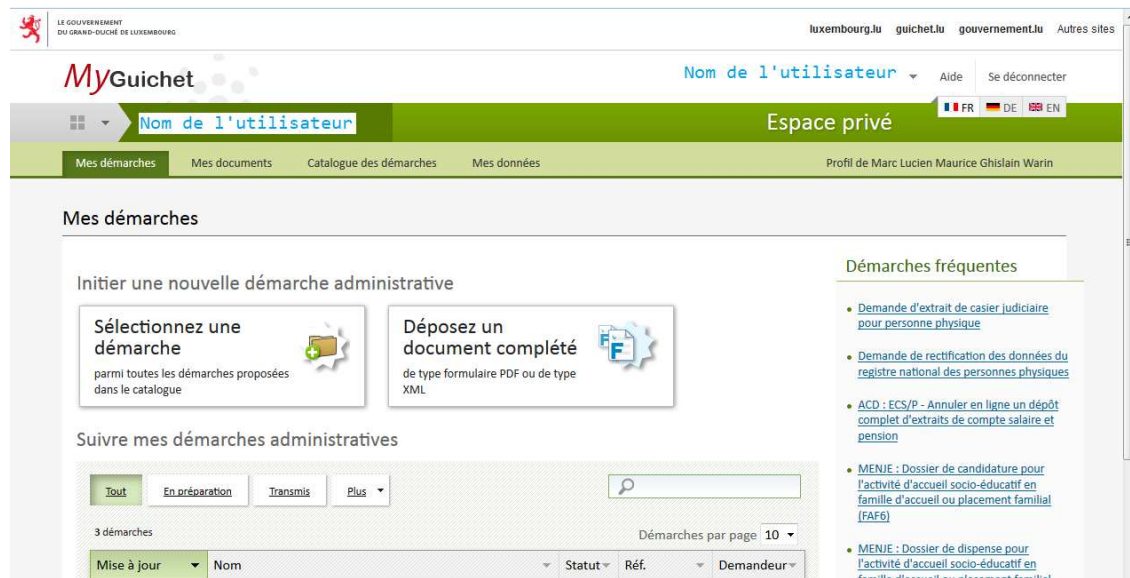 LE GOUVERNEMENT
DU GRAND-DUCHÉ DE LUXEMBOURG
luxembourg.lu guichet.lu gouvernement.lu Autres sites
MyGuichet
Nom de l'utilisateur Aide Se déconnecter
FR DE EN
Nom de l'utilisateur
Espace privé
Mes démarches Mes documents Catalogue des démarches Mes données
Profil de Marc Lucien Maurice Ghislain Warin
Mes démarches
Initier une nouvelle démarche administrative
Sélectionnez une
démarche
parmi toutes les démarches proposées
dans le catalogue
Déposez un
document complété
de type formulaire PDF ou de type
XML
Suivre mes démarches administratives
Tout En préparation Transmis Plus
3 démarches
Démarches par page 10
Mise à jour Nom Statut Réf. Demandeur
Démarches fréquentes
Demande d'extrait de casier judiciaire
pour personne physique
Demande de rectification des données du
registre national des personnes physiques
ACD : ECS/P - Annuler en ligne un dépôt
complet d'extraits de compte salaire et
pension
MENJE : Dossier de candidature pour
l'activité d'accueil socio-éducatif en
famille d'accueil ou placement familial
(FAF6)
MENJE : Dossier de dispense pour
l'activité d'accueil socio-éducatif en
famille d'accueil ou placement familial